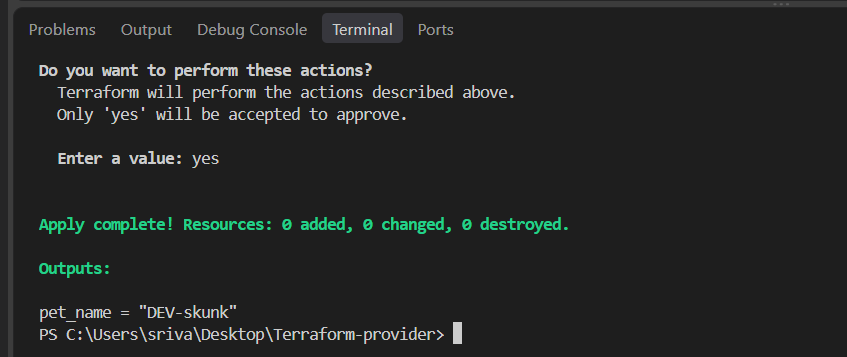 Problems Output Debug Console Terminal Ports
Do you want to perform these actions?
Terraform will perform the actions described above.
Only 'yes' will be accepted to approve.
Enter a value: yes
Apply complete! Resources: 0 added, 0 changed, 0 destroyed.
Outputs:
pet_name = "DEV-skunk"
PS C:\Users\sriva\Desktop\Terraform-provider>